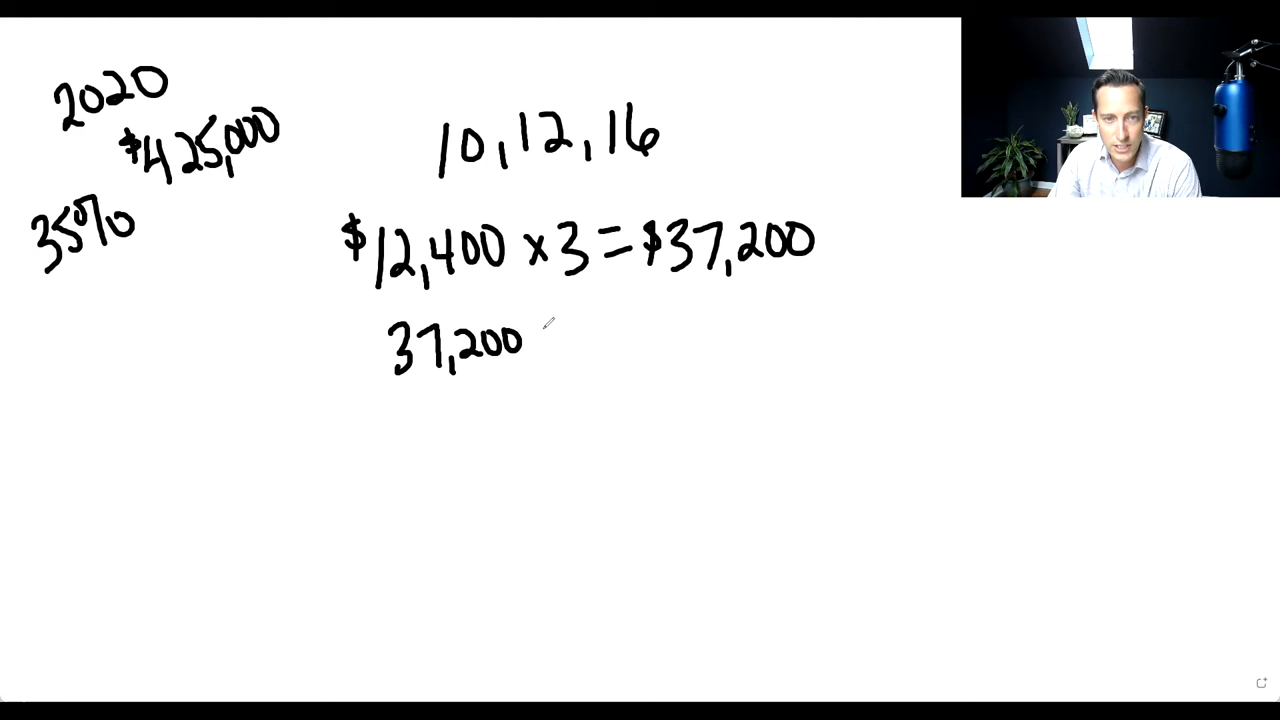 2020
$425,000
35%
10, 12, 16
$12,400 x 3 = $37,200
37,200